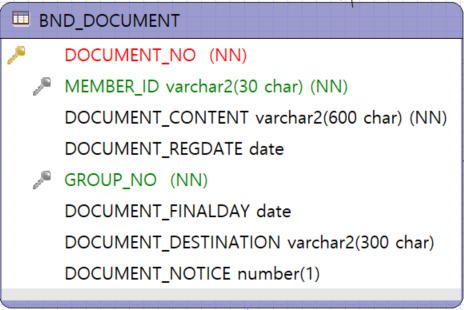 BND_DOCUMENT
DOCUMENT_NO (NN)
MEMBER_ID varchar2(30 char) (NN)
DOCUMENT_CONTENT varchar2(600 char) (NN)
DOCUMENT_REGDATE date
GROUP_NO (NN)
DOCUMENT_FINALDAY date
DOCUMENT_DESTINATION varchar2(300 char)
DOCUMENT_NOTICE number(1)